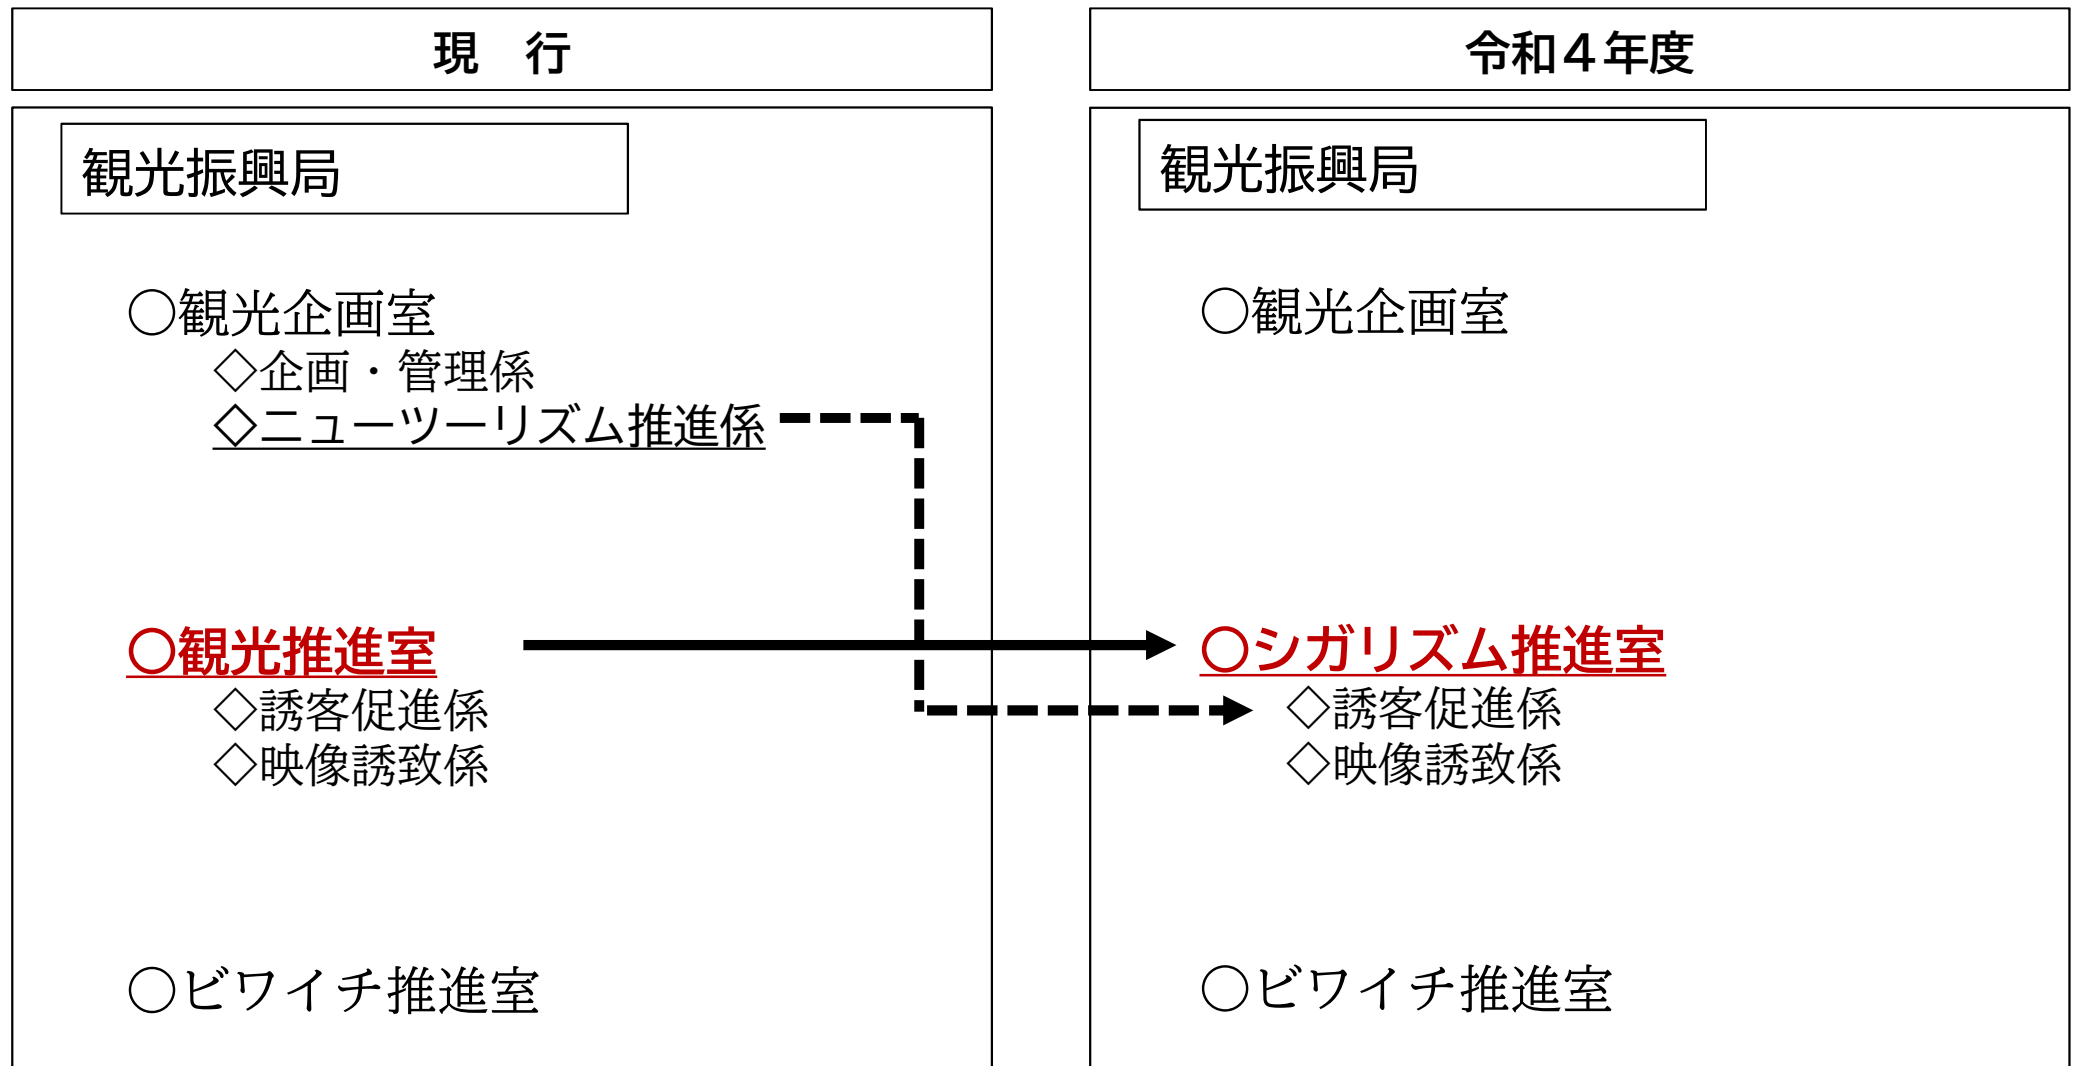 現　行
観光振興局
○観光企画室
◇企画・管理係
◇ニューツーリズム推進係
○観光推進室
◇誘客促進係
◇映像誘致係
○ビワイチ推進室
令和４年度
観光振興局
○観光企画室
○シガリズム推進室
◇誘客促進係
◇映像誘致係
○ビワイチ推進室